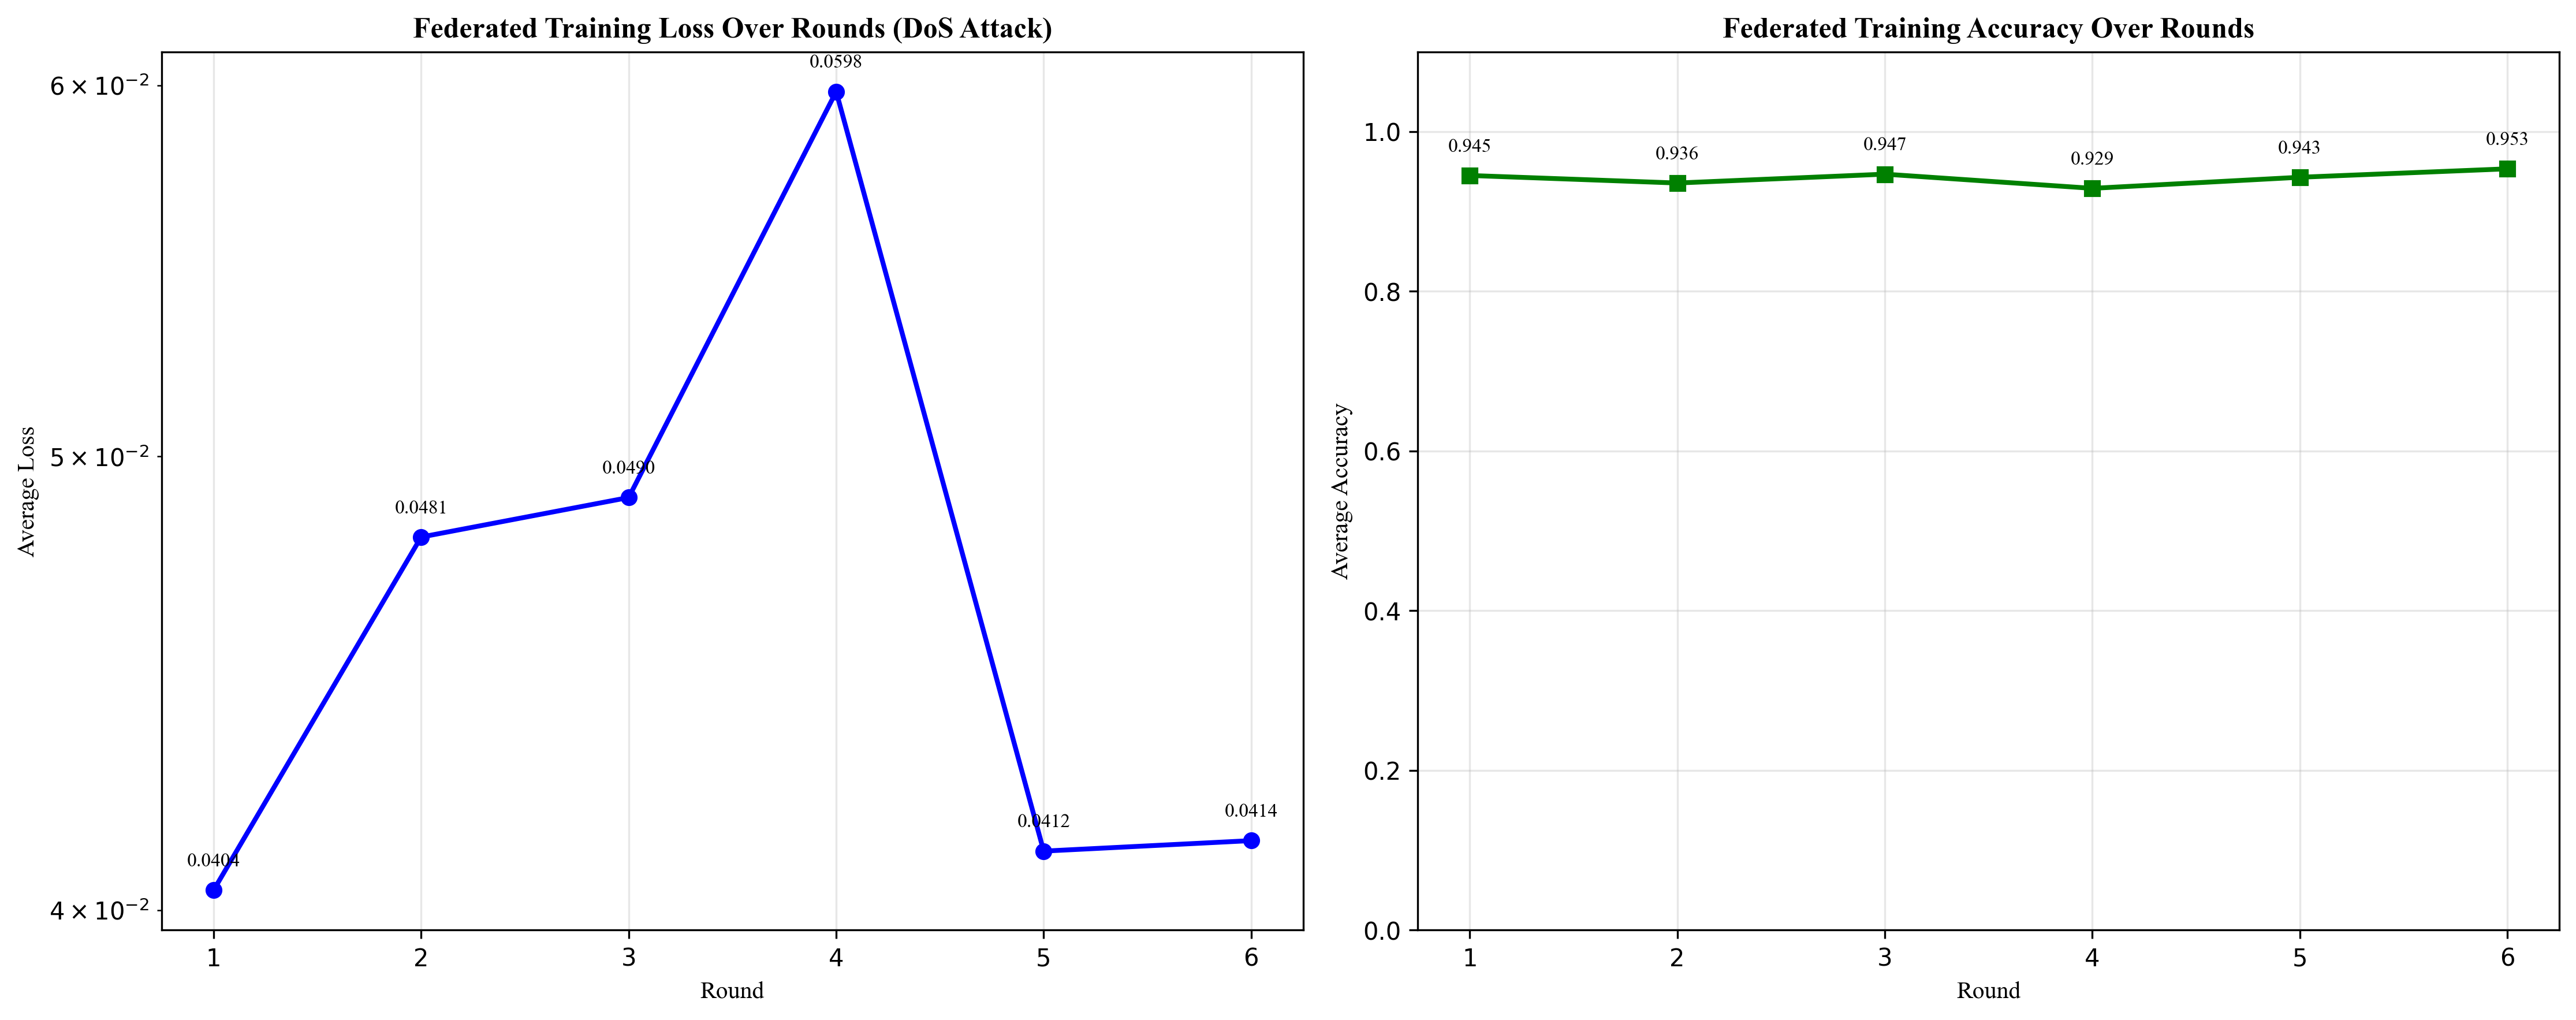 Federated Training Loss Over Rounds (DoS Attack)
6 × 10⁻²
5 × 10⁻²
4 × 10⁻²
Average Loss
0.0404
0.0481
0.0490
0.0598
0.0412
0.0414
1 2 3 4 5 6
Round
Federated Training Accuracy Over Rounds
1.0
0.8
0.6
0.4
0.2
0.0
Average Accuracy
0.945
0.936
0.947
0.929
0.943
0.953
1 2 3 4 5 6
Round